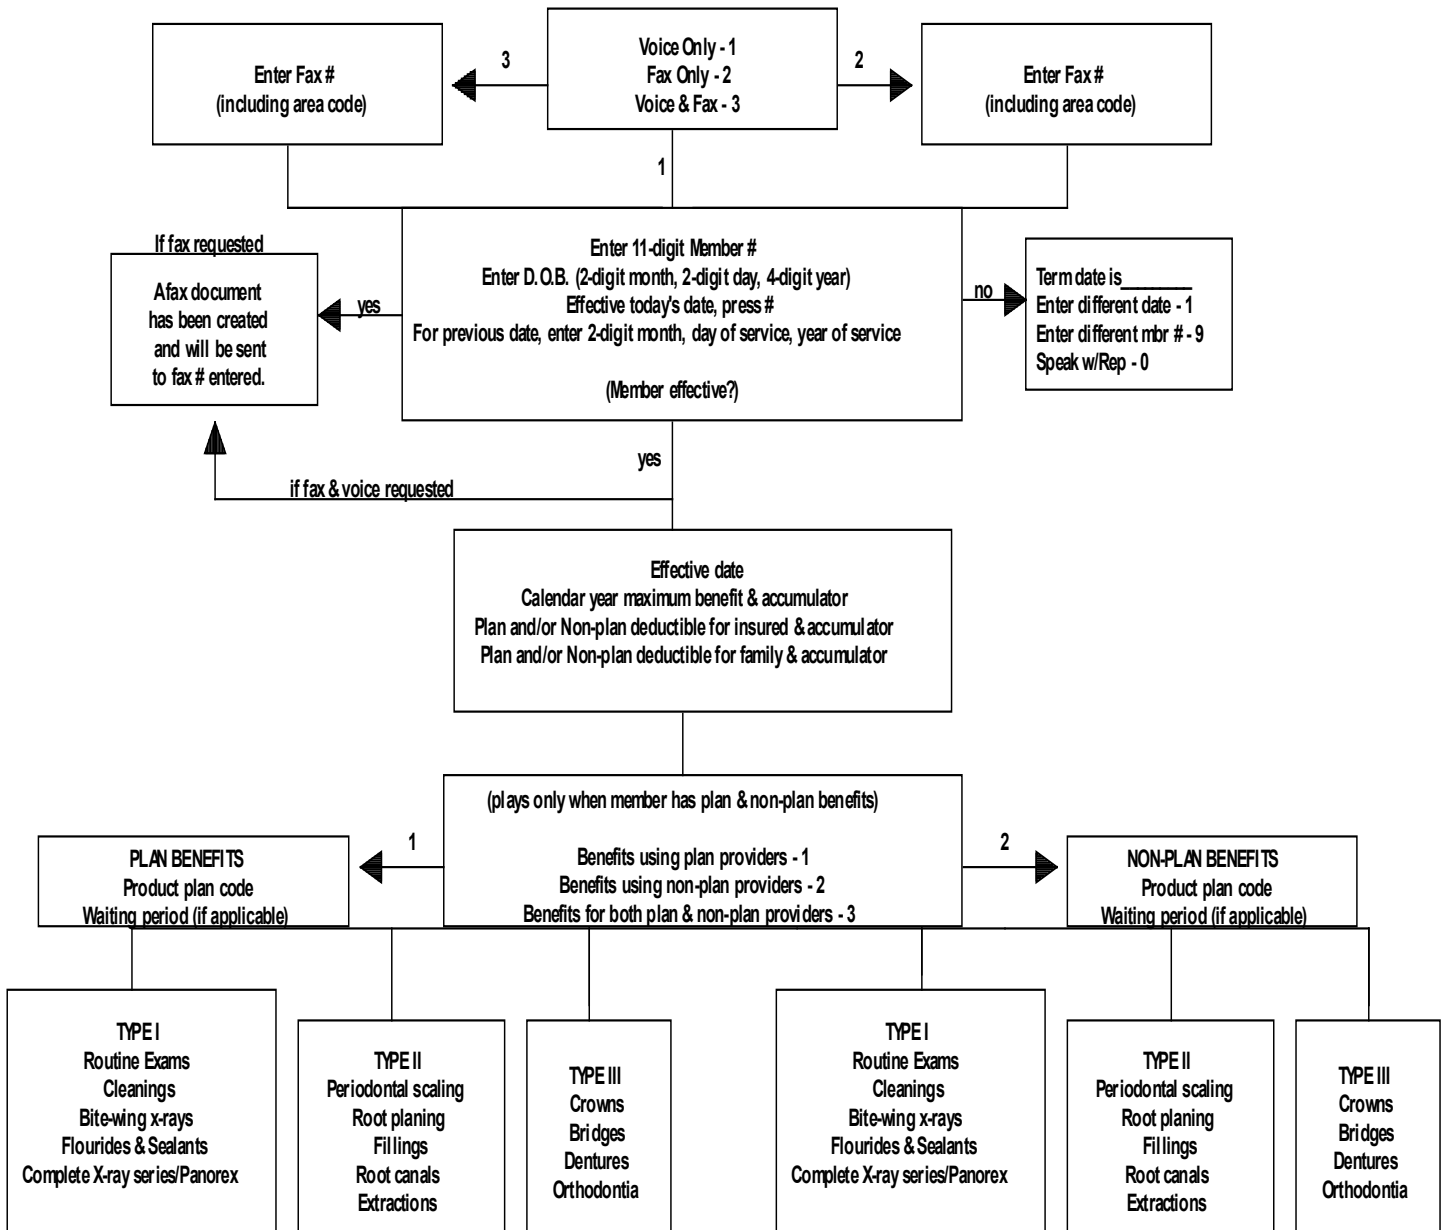 Voice Only - 1
Fax Only - 2
Voice & Fax - 3
3
2
1
Enter Fax #
(including area code)
Enter Fax #
(including area code)
If fax requested
A fax document
has been created
and will be sent
to fax # entered.
yes
Enter 11-digit Member #
Enter D.O.B. (2-digit month, 2-digit day, 4-digit year)
Effective today's date, press #
For previous date, enter 2-digit month, day of service, year of service
(Member effective?)
no
Term date is________
Enter different date - 1
Enter different mbr # - 9
Speak w/Rep - 0
yes
if fax & voice requested
Effective date
Calendar year maximum benefit & accumulator
Plan and/or Non-plan deductible for insured & accumulator
Plan and/or Non-plan deductible for family & accumulator
(plays only when member has plan & non-plan benefits)
Benefits using plan providers - 1
Benefits using non-plan providers - 2
Benefits for both plan & non-plan providers - 3
1
2
PLAN BENEFITS
Product plan code
Waiting period (if applicable)
NON-PLAN BENEFITS
Product plan code
Waiting period (if applicable)
TYPE I
Routine Exams
Cleanings
Bite-wing x-rays
Flourides & Sealants
Complete X-ray series/Panorex
TYPE II
Periodontal scaling
Root planing
Fillings
Root canals
Extractions
TYPE III
Crowns
Bridges
Dentures
Orthodontia
TYPE I
Routine Exams
Cleanings
Bite-wing x-rays
Flourides & Sealants
Complete X-ray series/Panorex
TYPE II
Periodontal scaling
Root planing
Fillings
Root canals
Extractions
TYPE III
Crowns
Bridges
Dentures
Orthodontia